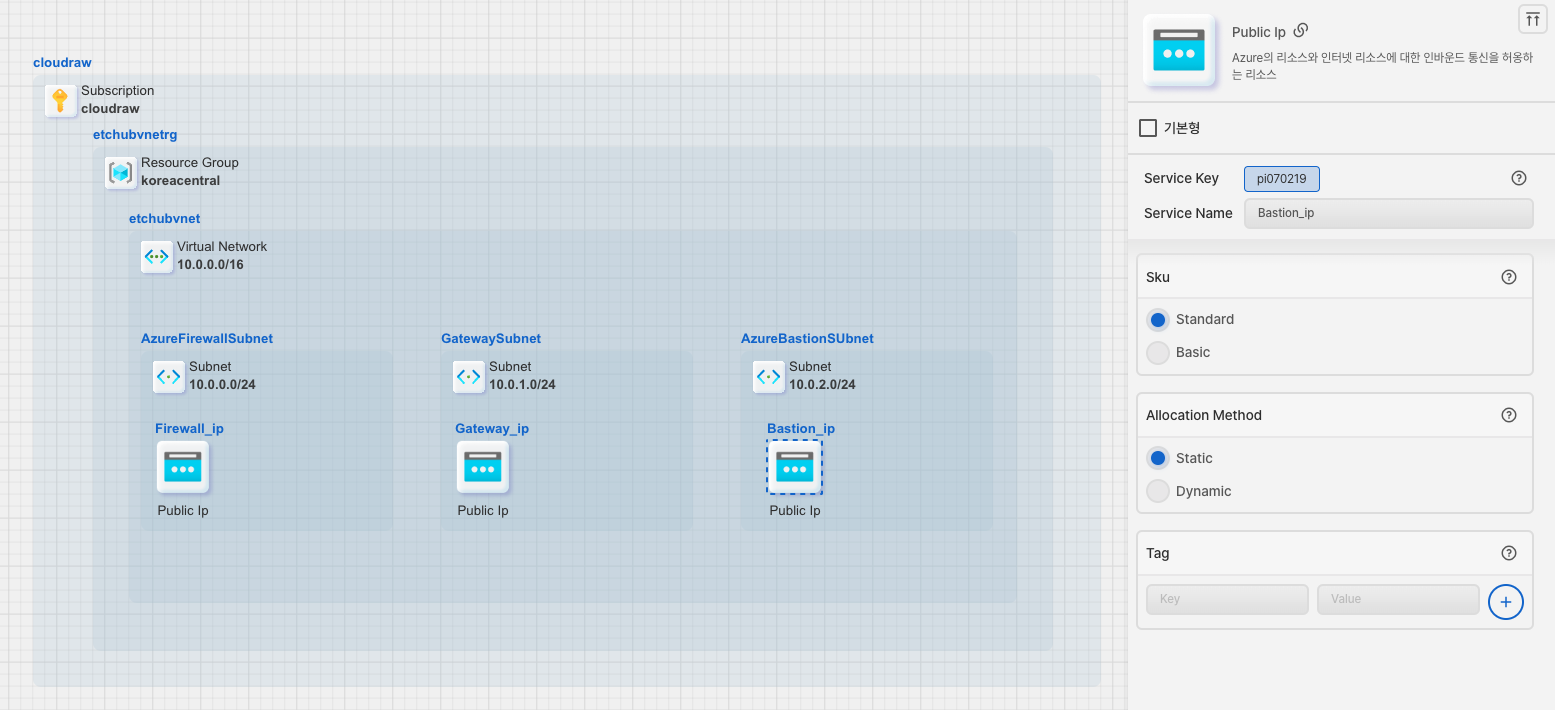 cloudraw
Subscription
cloudraw
etchubvnetrg
Resource Group
koreacentral
etchubvnet
Virtual Network
10.0.0.0/16
AzureFirewallSubnet
Subnet
10.0.0.0/24
Firewall_ip
Public Ip
GatewaySubnet
Subnet
10.0.1.0/24
Gateway_ip
Public Ip
AzureBastionSUbnet
Subnet
10.0.2.0/24
Bastion_ip
Public Ip
Public Ip
Azure의 리소스와 인터넷 리소스에 대한 인바운드 통신을 허용하
는 리소스
기본형
Service Key
pi070219
Service Name
Bastion_ip
Sku
Standard
Basic
Allocation Method
Static
Dynamic
Tag
Key
Value